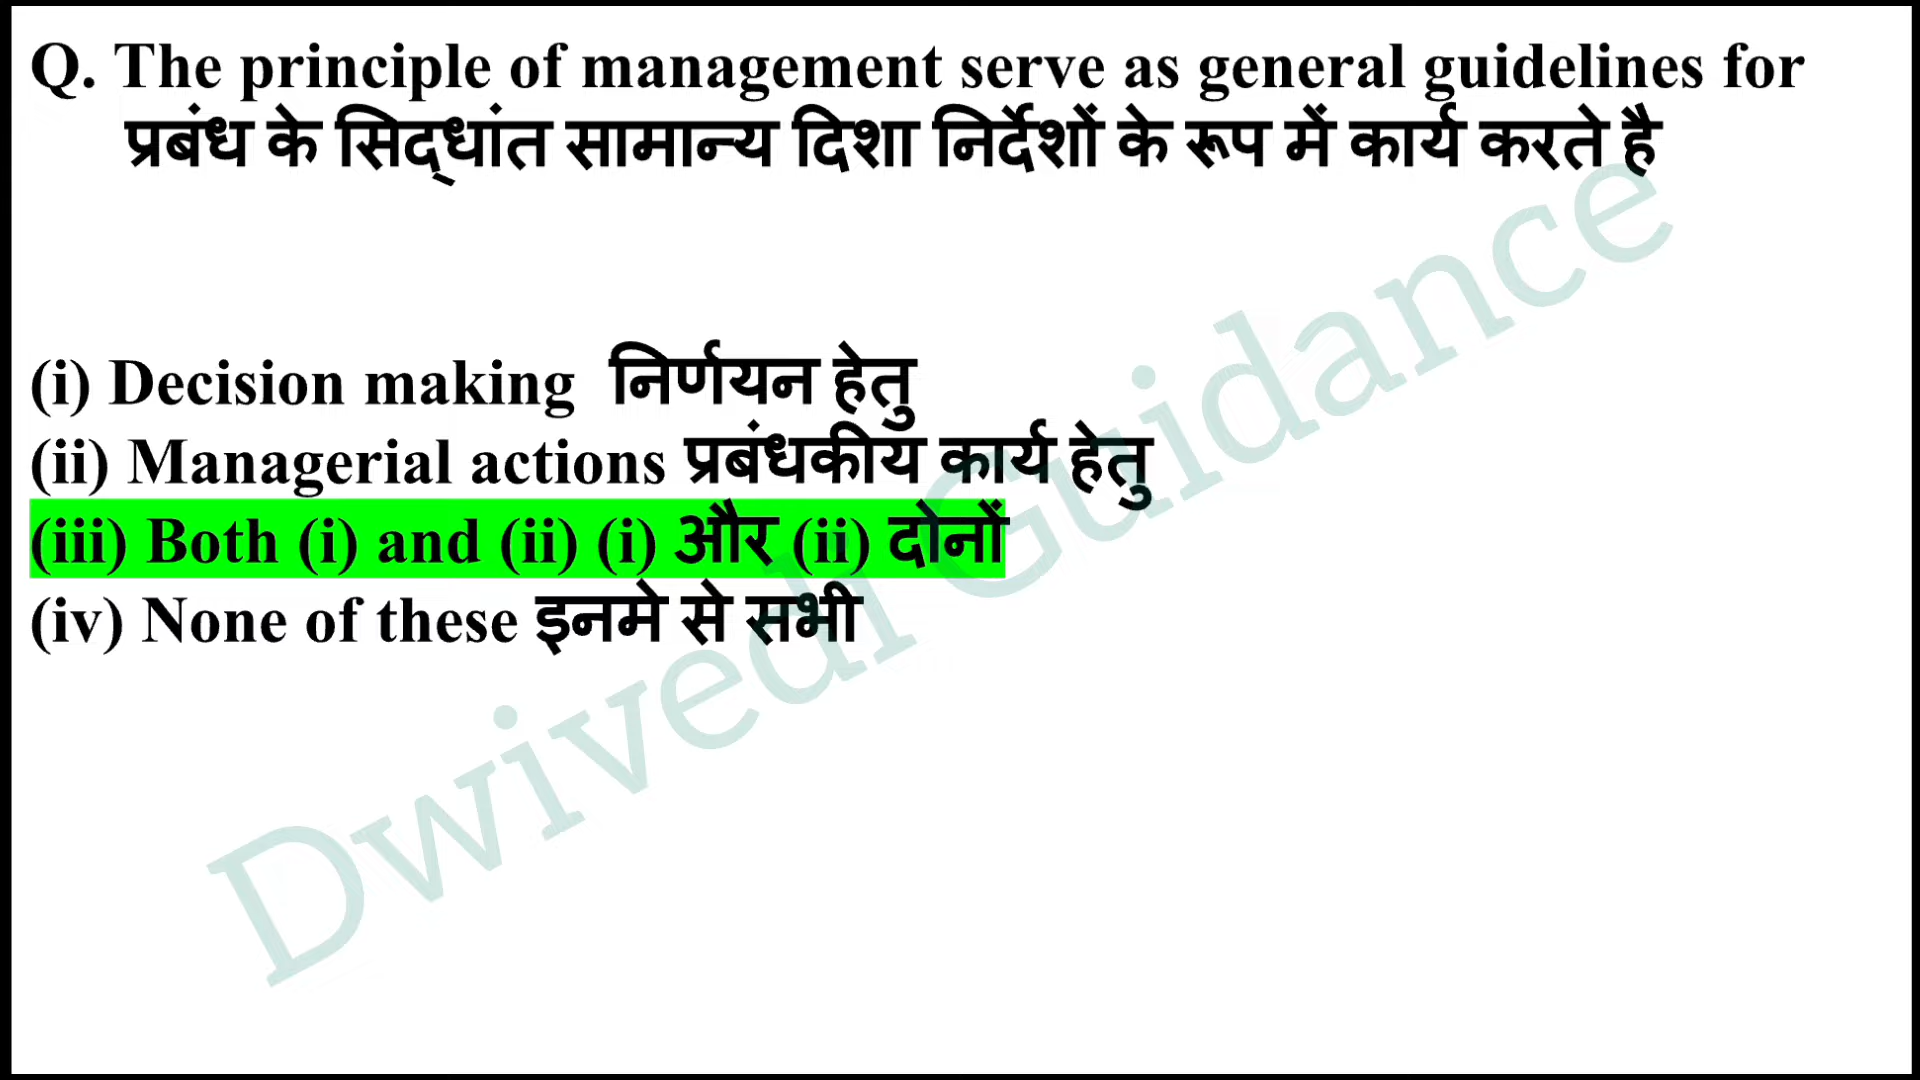 Q. The principle of management serve as general guidelines for
प्रबंध के सिद्धांत सामान्य दिशा निर्देशों के रूप में कार्य करते है
(i) Decision making निर्णयन हेतु
(ii) Managerial actions प्रबंधकीय कार्य हेतु
(iii) Both (i) and (ii) (i) और (ii) दोनों
(iv) None of these इनमे से सभी
Dwivedi Guidance